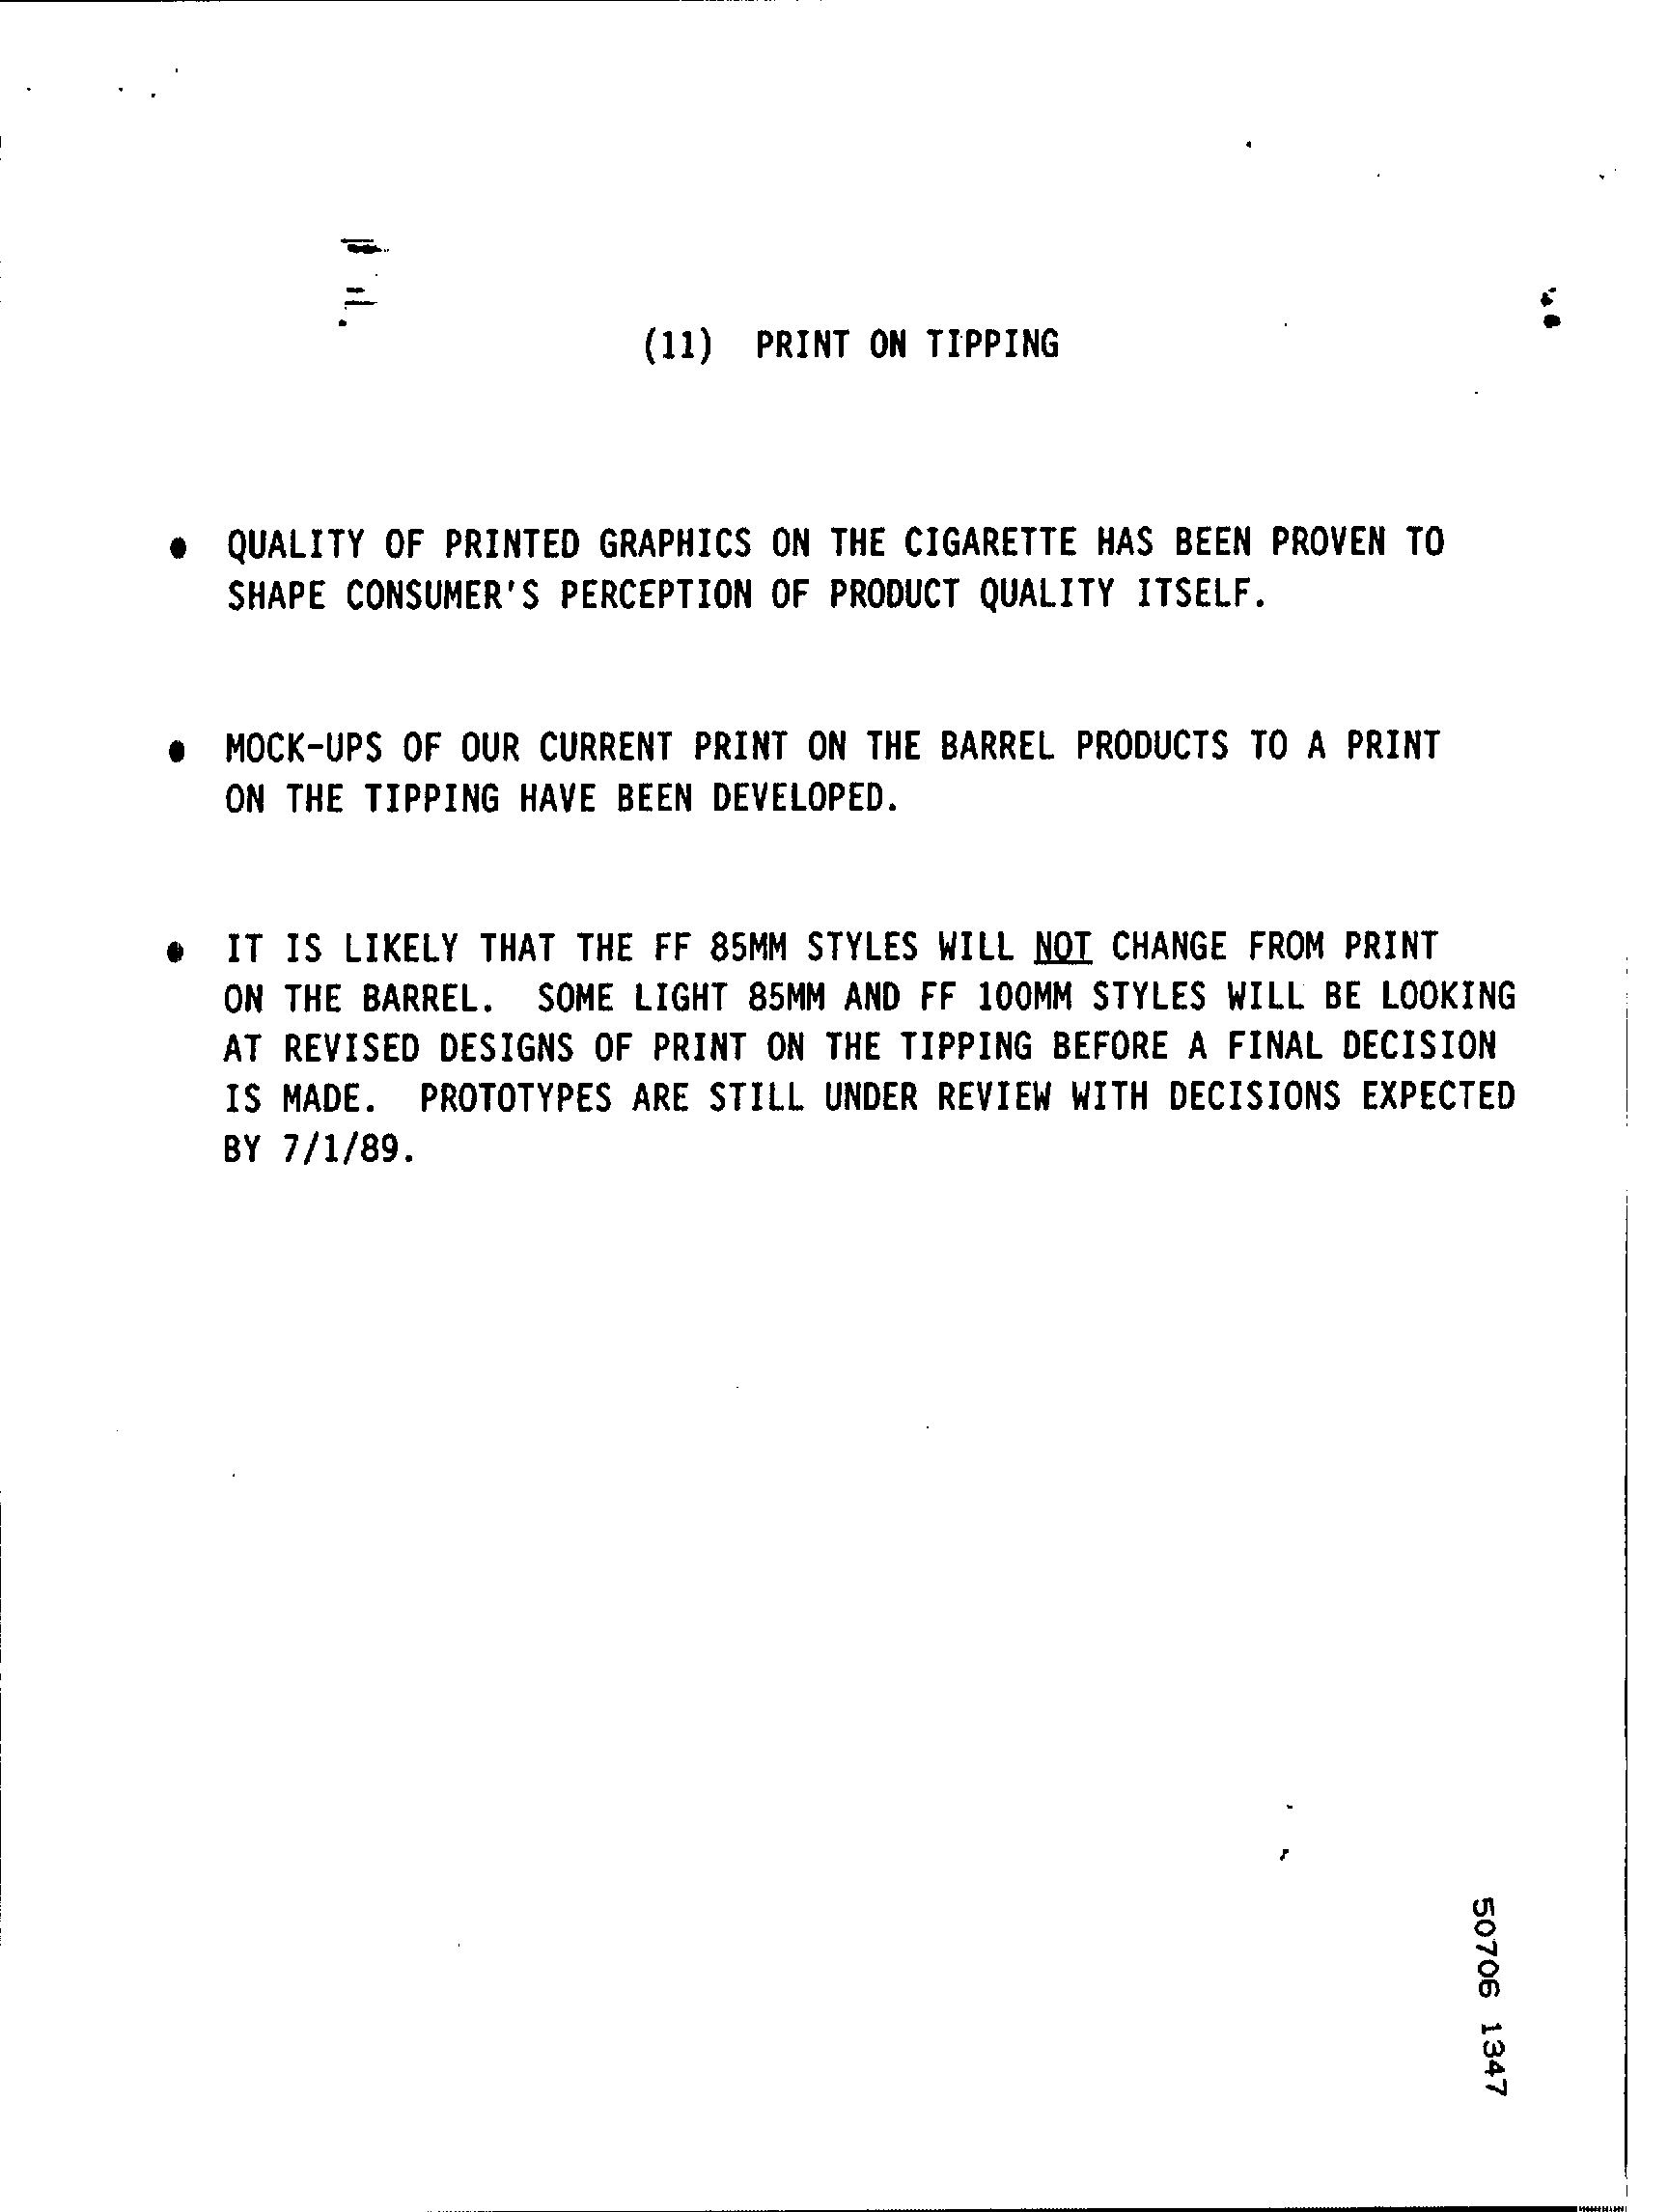 (11) PRINT ON TIPPING
● QUALITY OF PRINTED GRAPHICS ON THE CIGARETTE HAS BEEN PROVEN TO
SHAPE CONSUMER'S PERCEPTION OF PRODUCT QUALITY ITSELF.
● MOCK-UPS OF OUR CURRENT PRINT ON THE BARREL PRODUCTS TO A PRINT
ON THE TIPPING HAVE BEEN DEVELOPED.
● IT IS LIKELY THAT THE FF 85MM STYLES WILL NOT CHANGE FROM PRINT
ON THE BARREL. SOME LIGHT 85MM AND FF 100MM STYLES WILL BE LOOKING
AT REVISED DESIGNS OF PRINT ON THE TIPPING BEFORE A FINAL DECISION
IS MADE. PROTOTYPES ARE STILL UNDER REVIEW WITH DECISIONS EXPECTED
BY 7/1/89.
50706 1347